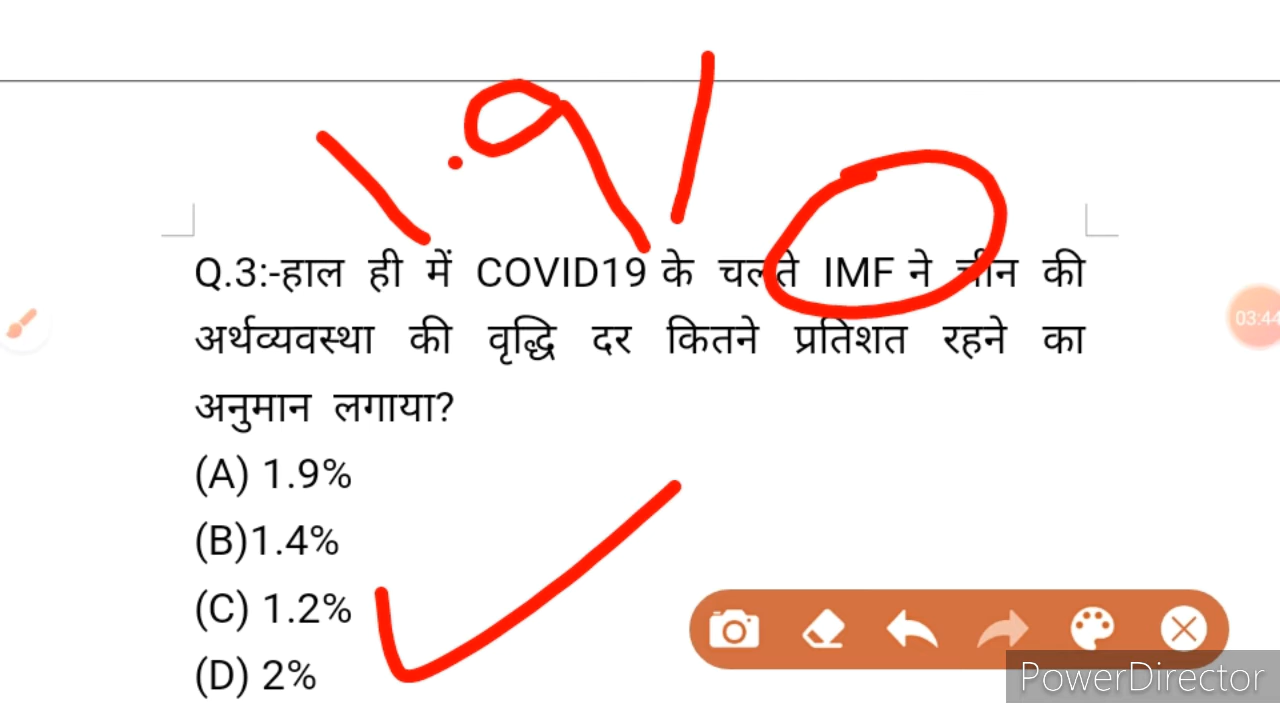 1.9/
Q.3:-हाल ही में COVID19 के चलते IMF ने चीन की
अर्थव्यवस्था की वृद्धि दर कितने प्रतिशत रहने का
अनुमान लगाया?
(A) 1.9%
(B)1.4%
(C) 1.2%
(D) 2%
03:44
PowerDirector